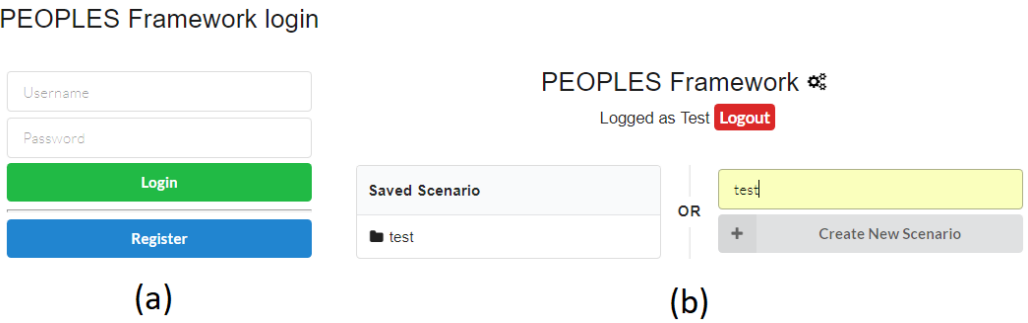 PEOPLES Framework login
Username
Password
Login
Register
(a)
PEOPLES Framework
Logged as Test Logout
Saved Scenario
test
OR
test
+ Create New Scenario
(b)